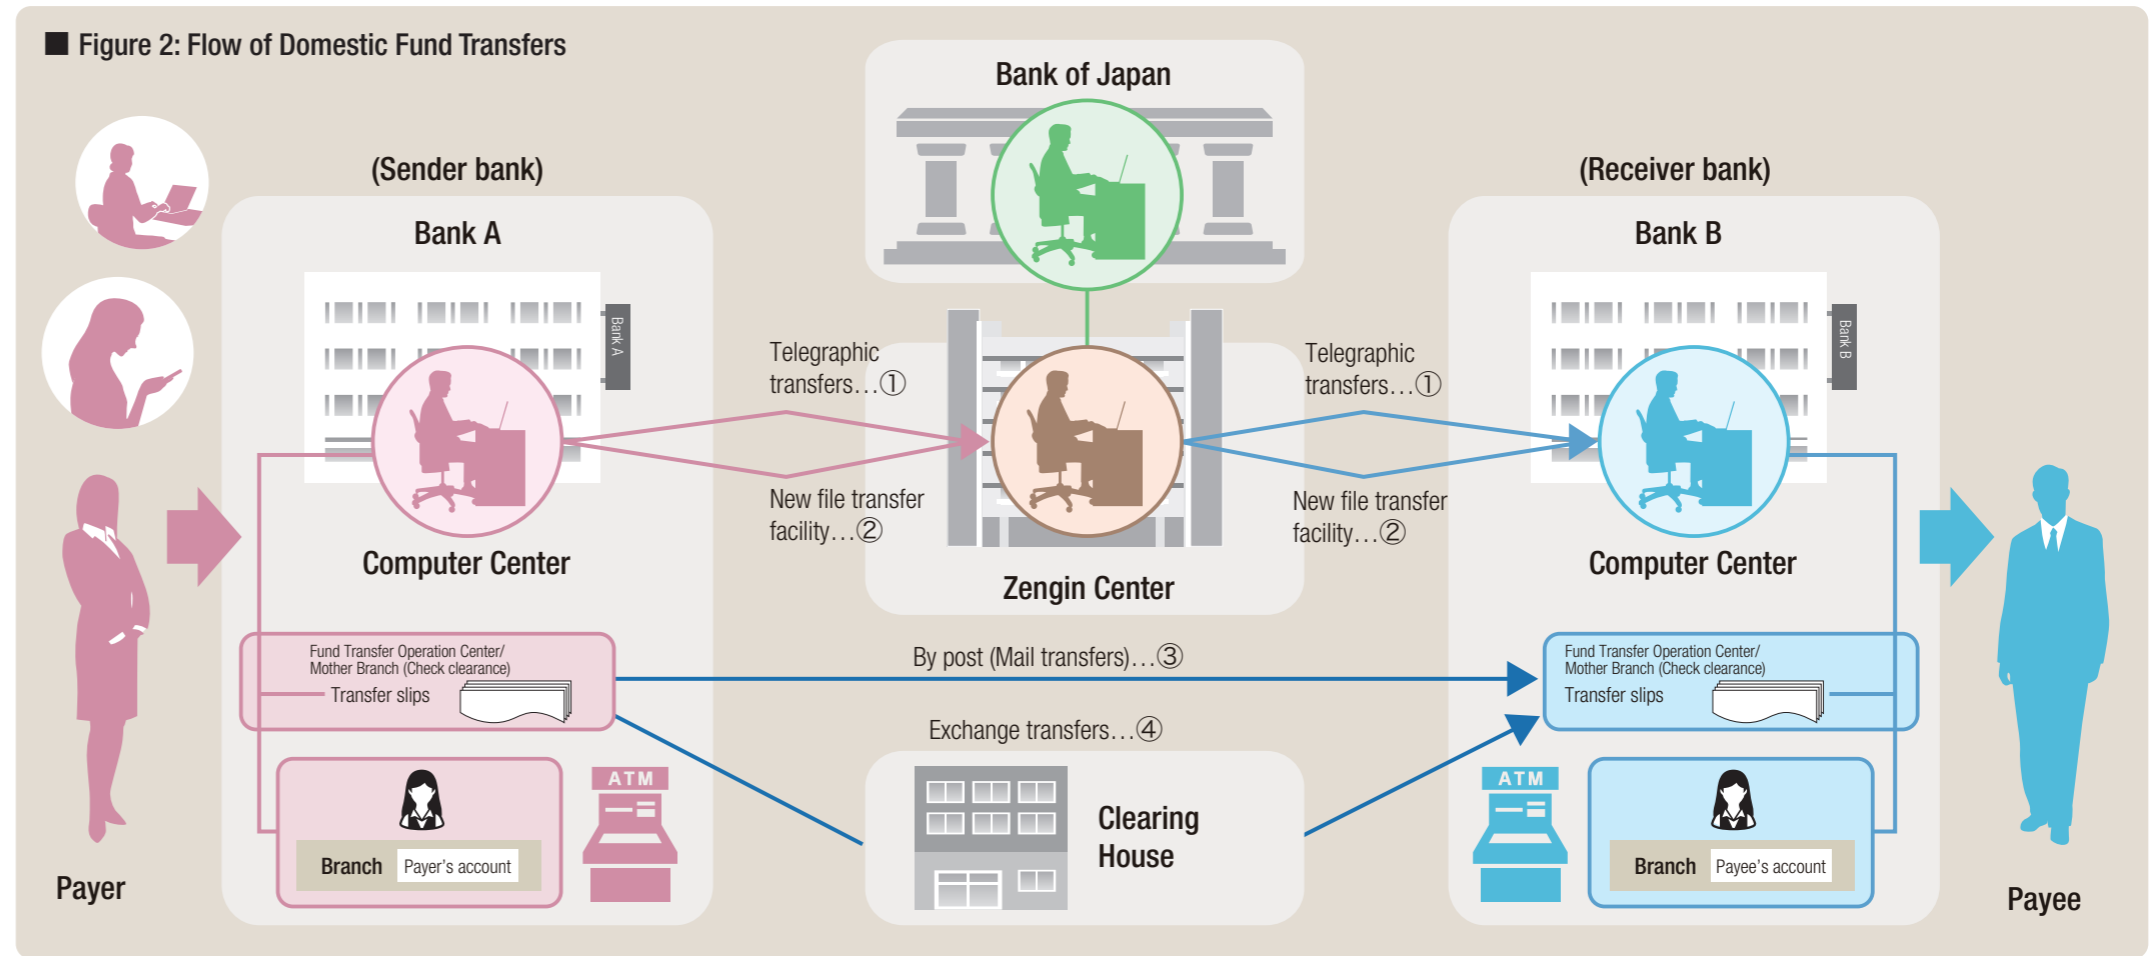 ■ Figure 2: Flow of Domestic Fund Transfers
Bank of Japan
(Sender bank)
Bank A
Bank A
Computer Center
Fund Transfer Operation Center/
Mother Branch (Check clearance)
Transfer slips
Branch
Payer's account
ATM
Payer
Telegraphic
transfers…①
New file transfer
facility…②
Zengin Center
Telegraphic
transfers…①
New file transfer
facility…②
By post (Mail transfers)…③
Exchange transfers…④
Clearing
House
(Receiver bank)
Bank B
Bank B
Computer Center
Fund Transfer Operation Center/
Mother Branch (Check clearance)
Transfer slips
ATM
Branch
Payee's account
Payee